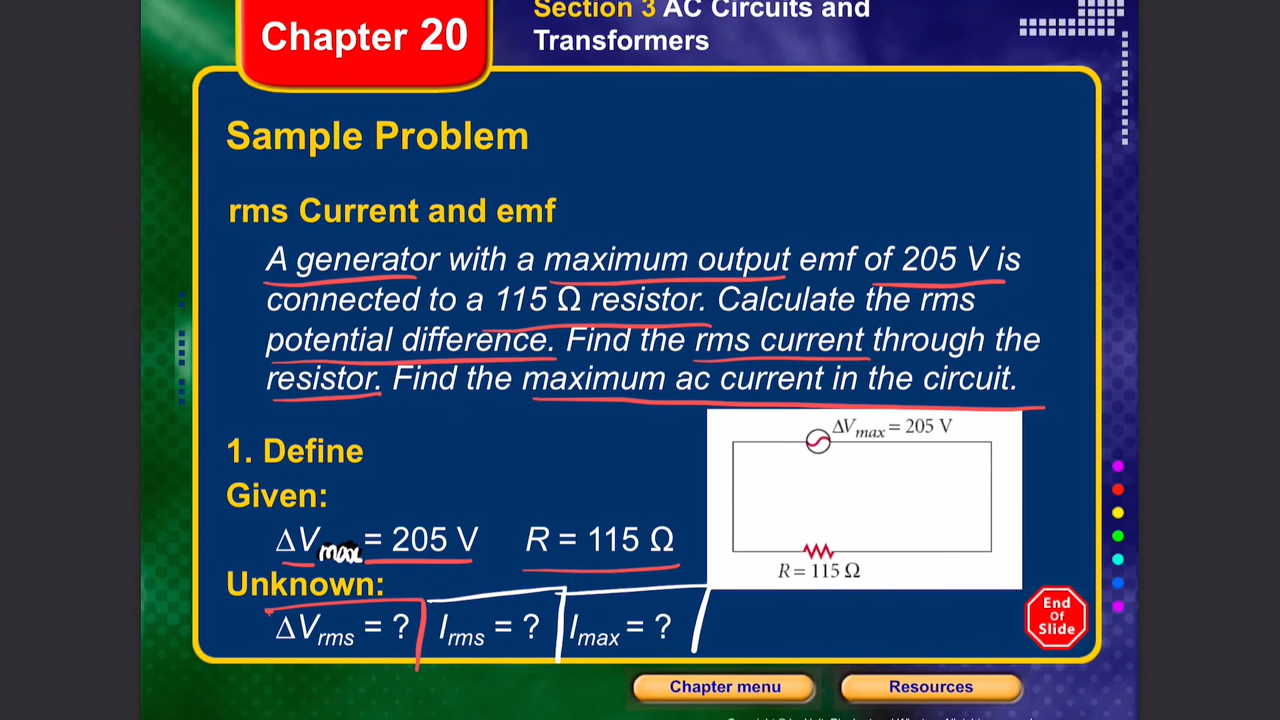 Section 3 AC Circuits and
Transformers
Chapter 20
Sample Problem
rms Current and emf
A generator with a maximum output emf of 205 V is
connected to a 115 Ω resistor. Calculate the rms
potential difference. Find the rms current through the
resistor. Find the maximum ac current in the circuit.
ΔVmax = 205 V
R = 115 Ω
1. Define
Given:
ΔVmax = 205 V R = 115 Ω
Unknown:
ΔVrms = ? Irms = ? Imax = ?
End
Of
Slide
Chapter menu
Resources